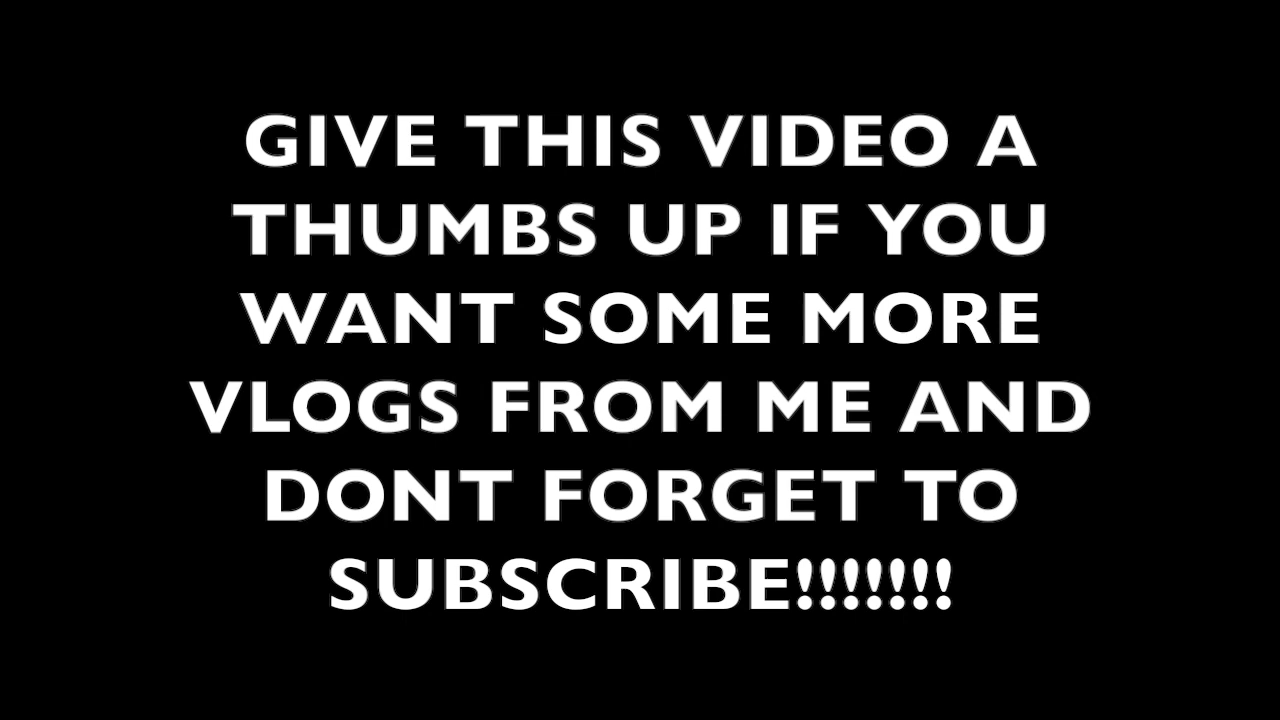 GIVE THIS VIDEO A
THUMBS UP IF YOU
WANT SOME MORE
VLOGS FROM ME AND
DONT FORGET TO
SUBSCRIBE!!!!!!!